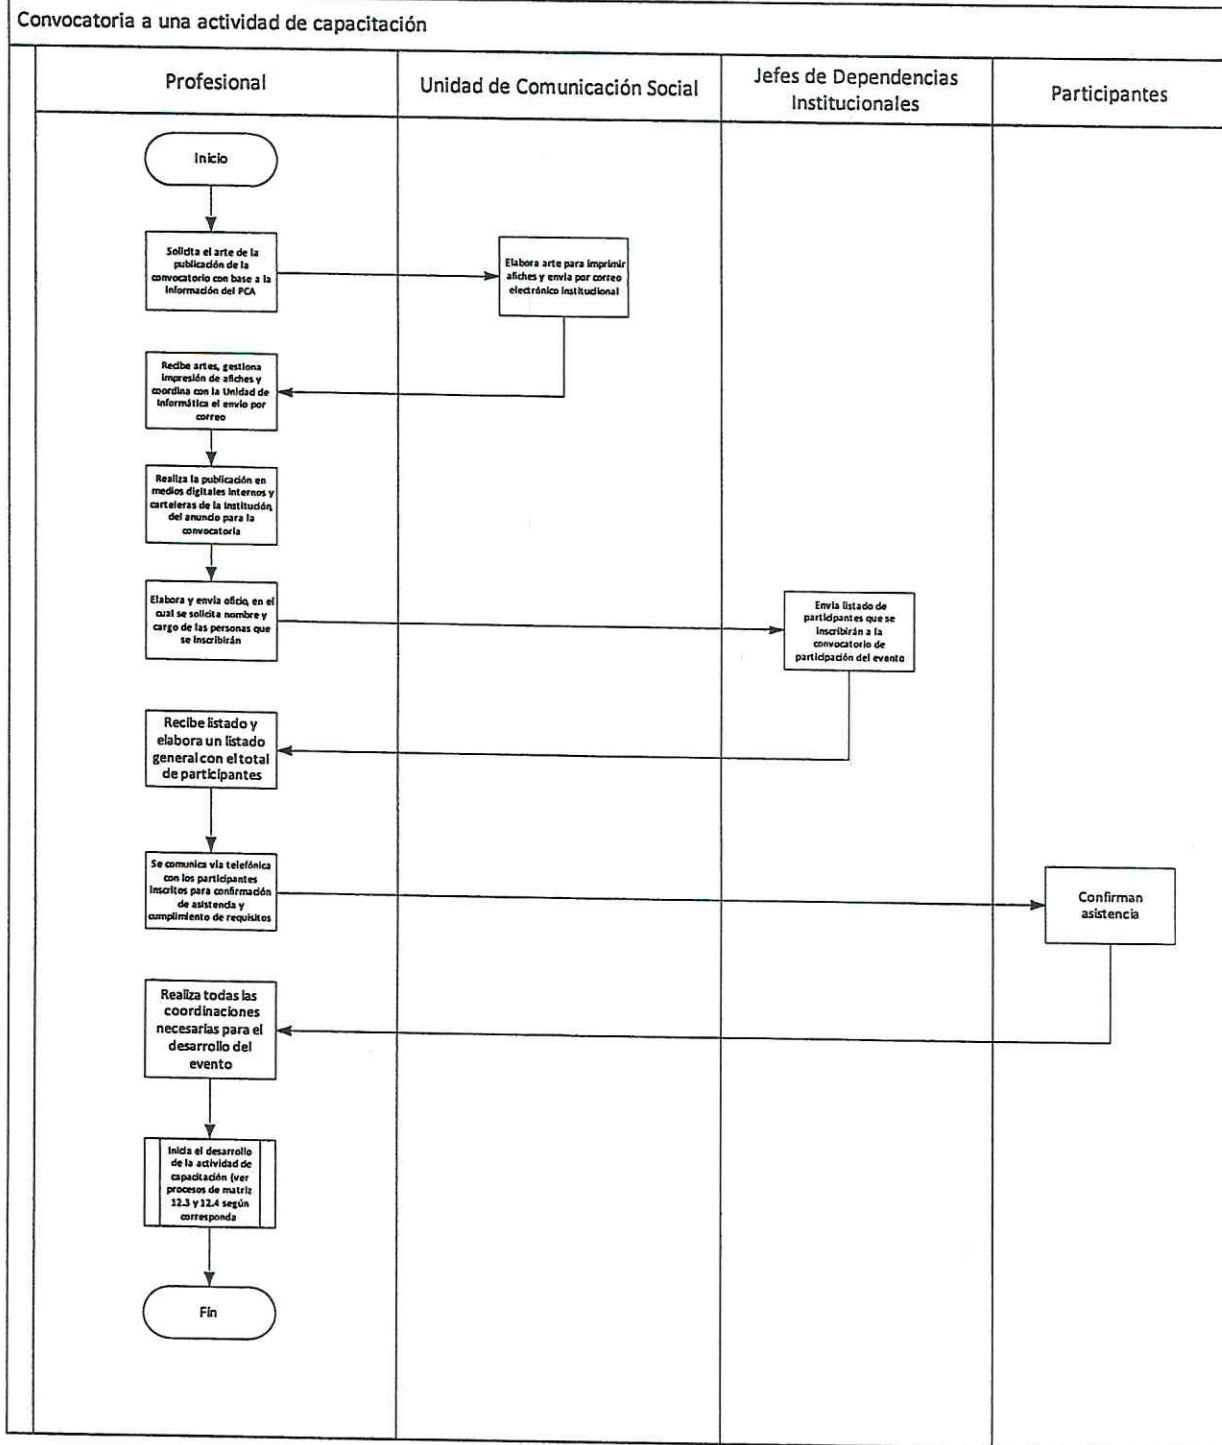 Convocatoria a una actividad de capacitación
Profesional
Unidad de Comunicación Social
Jefes de Dependencias
Institucionales
Participantes
Inicio
Solicita el arte de la
publicación de la
convocatorio con base a la
Información del PCA
Elabora arte para imprimir
afiches y envia por correo
electrónico institucional
Recibe artes, gestiona
impresión de afiches y
coordina con la Unidad de
Informática el envio por
correo
Realiza la publicación en
medios digitales internos y
carteleras de la institución,
del anuncio para la
convocatoria
Elabora y envia oficio, en el
cual se solicita nombre y
cargo de las personas que
se inscribirán
Envia listado de
participantes que se
inscribirán a la
convocatorio de
participación del evento
Recibe listado y
elabora un listado
general con el total
de participantes
Se comunica vía telefónica
con los participantes
inscritos para confirmación
de asistencia y
cumplimiento de requisitos
Confirman
asistencia
Realiza todas las
coordinaciones
necesarias para el
desarrollo del
evento
Inicia el desarrollo
de la actividad de
capacitación (ver
procesos de matriz
12.3 y 12.4 según
corresponda
Fin